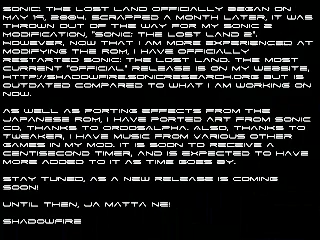 SONIC: THE LOST LAND OFFICIALLY BEGAN ON
MAY 14, 2004. SCRAPPED A MONTH LATER, IT WAS
THROWN OUT OF THE WAY FOR MY SONIC 2
MODIFICATION, "SONIC: THE LOST LAND 2".
HOWEVER, NOW THAT I AM MORE EXPERIENCED AT
MODIFYING THE ROM, I HAVE OFFICIALLY
RESTARTED SONIC: THE LOST LAND. THE MOST
CURRENT "OFFICIAL" RELEASE IS ON MY WEBSITE,
HTTP://SHADOWFIRE.SONICRESEARCH.ORG BUT IS
OUTDATED COMPARED TO WHAT I AM WORKING ON
NOW.
AS WELL AS PORTING EFFECTS FROM THE
JAPANESE ROM, I HAVE PORTED ART FROM SONIC
CD, THANKS TO ORDOSALPHA. ALSO, THANKS TO
TWEAKER, I HAVE MUSIC FROM VARIOUS OTHER
GAMES IN MY MOD. IT IS SOON TO RECEIVE A
CENTISECOND TIMER, AND IS EXPECTED TO HAVE
MORE ADDED TO IT AS TIME GOES BY.
STAY TUNED, AS A NEW RELEASE IS COMING
SOON!
UNTIL THEN, JA MATTA NE!
SHADOWFIRE